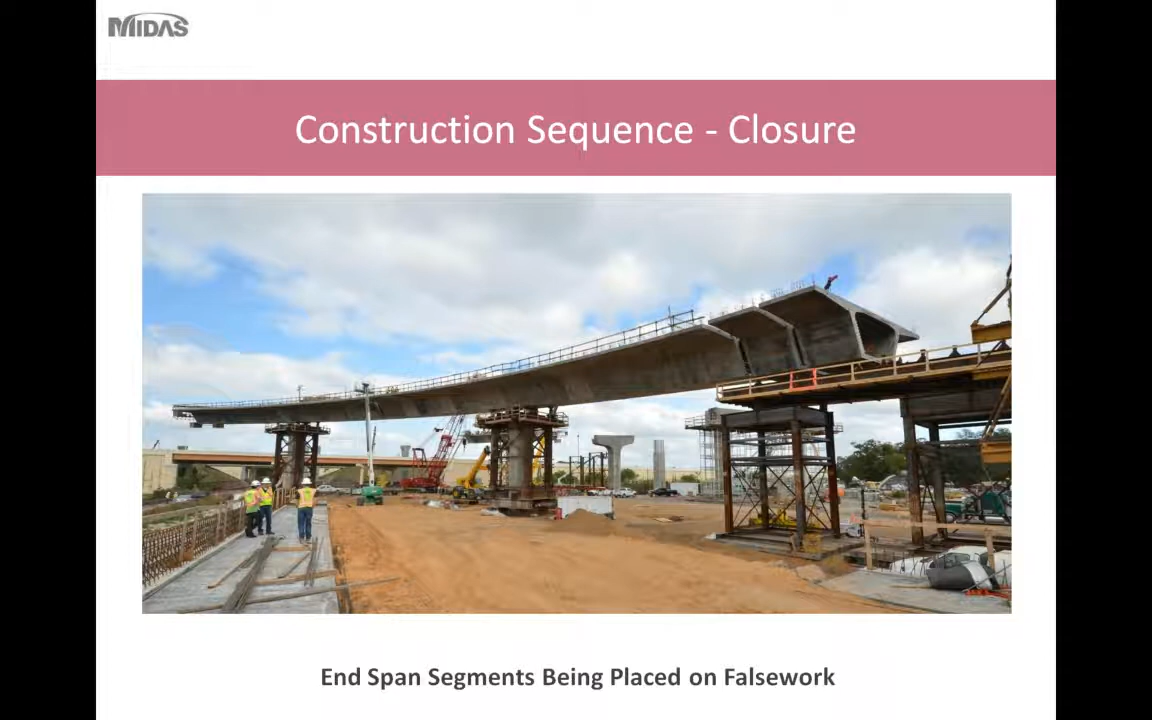 MIDAS
Construction Sequence - Closure
End Span Segments Being Placed on Falsework